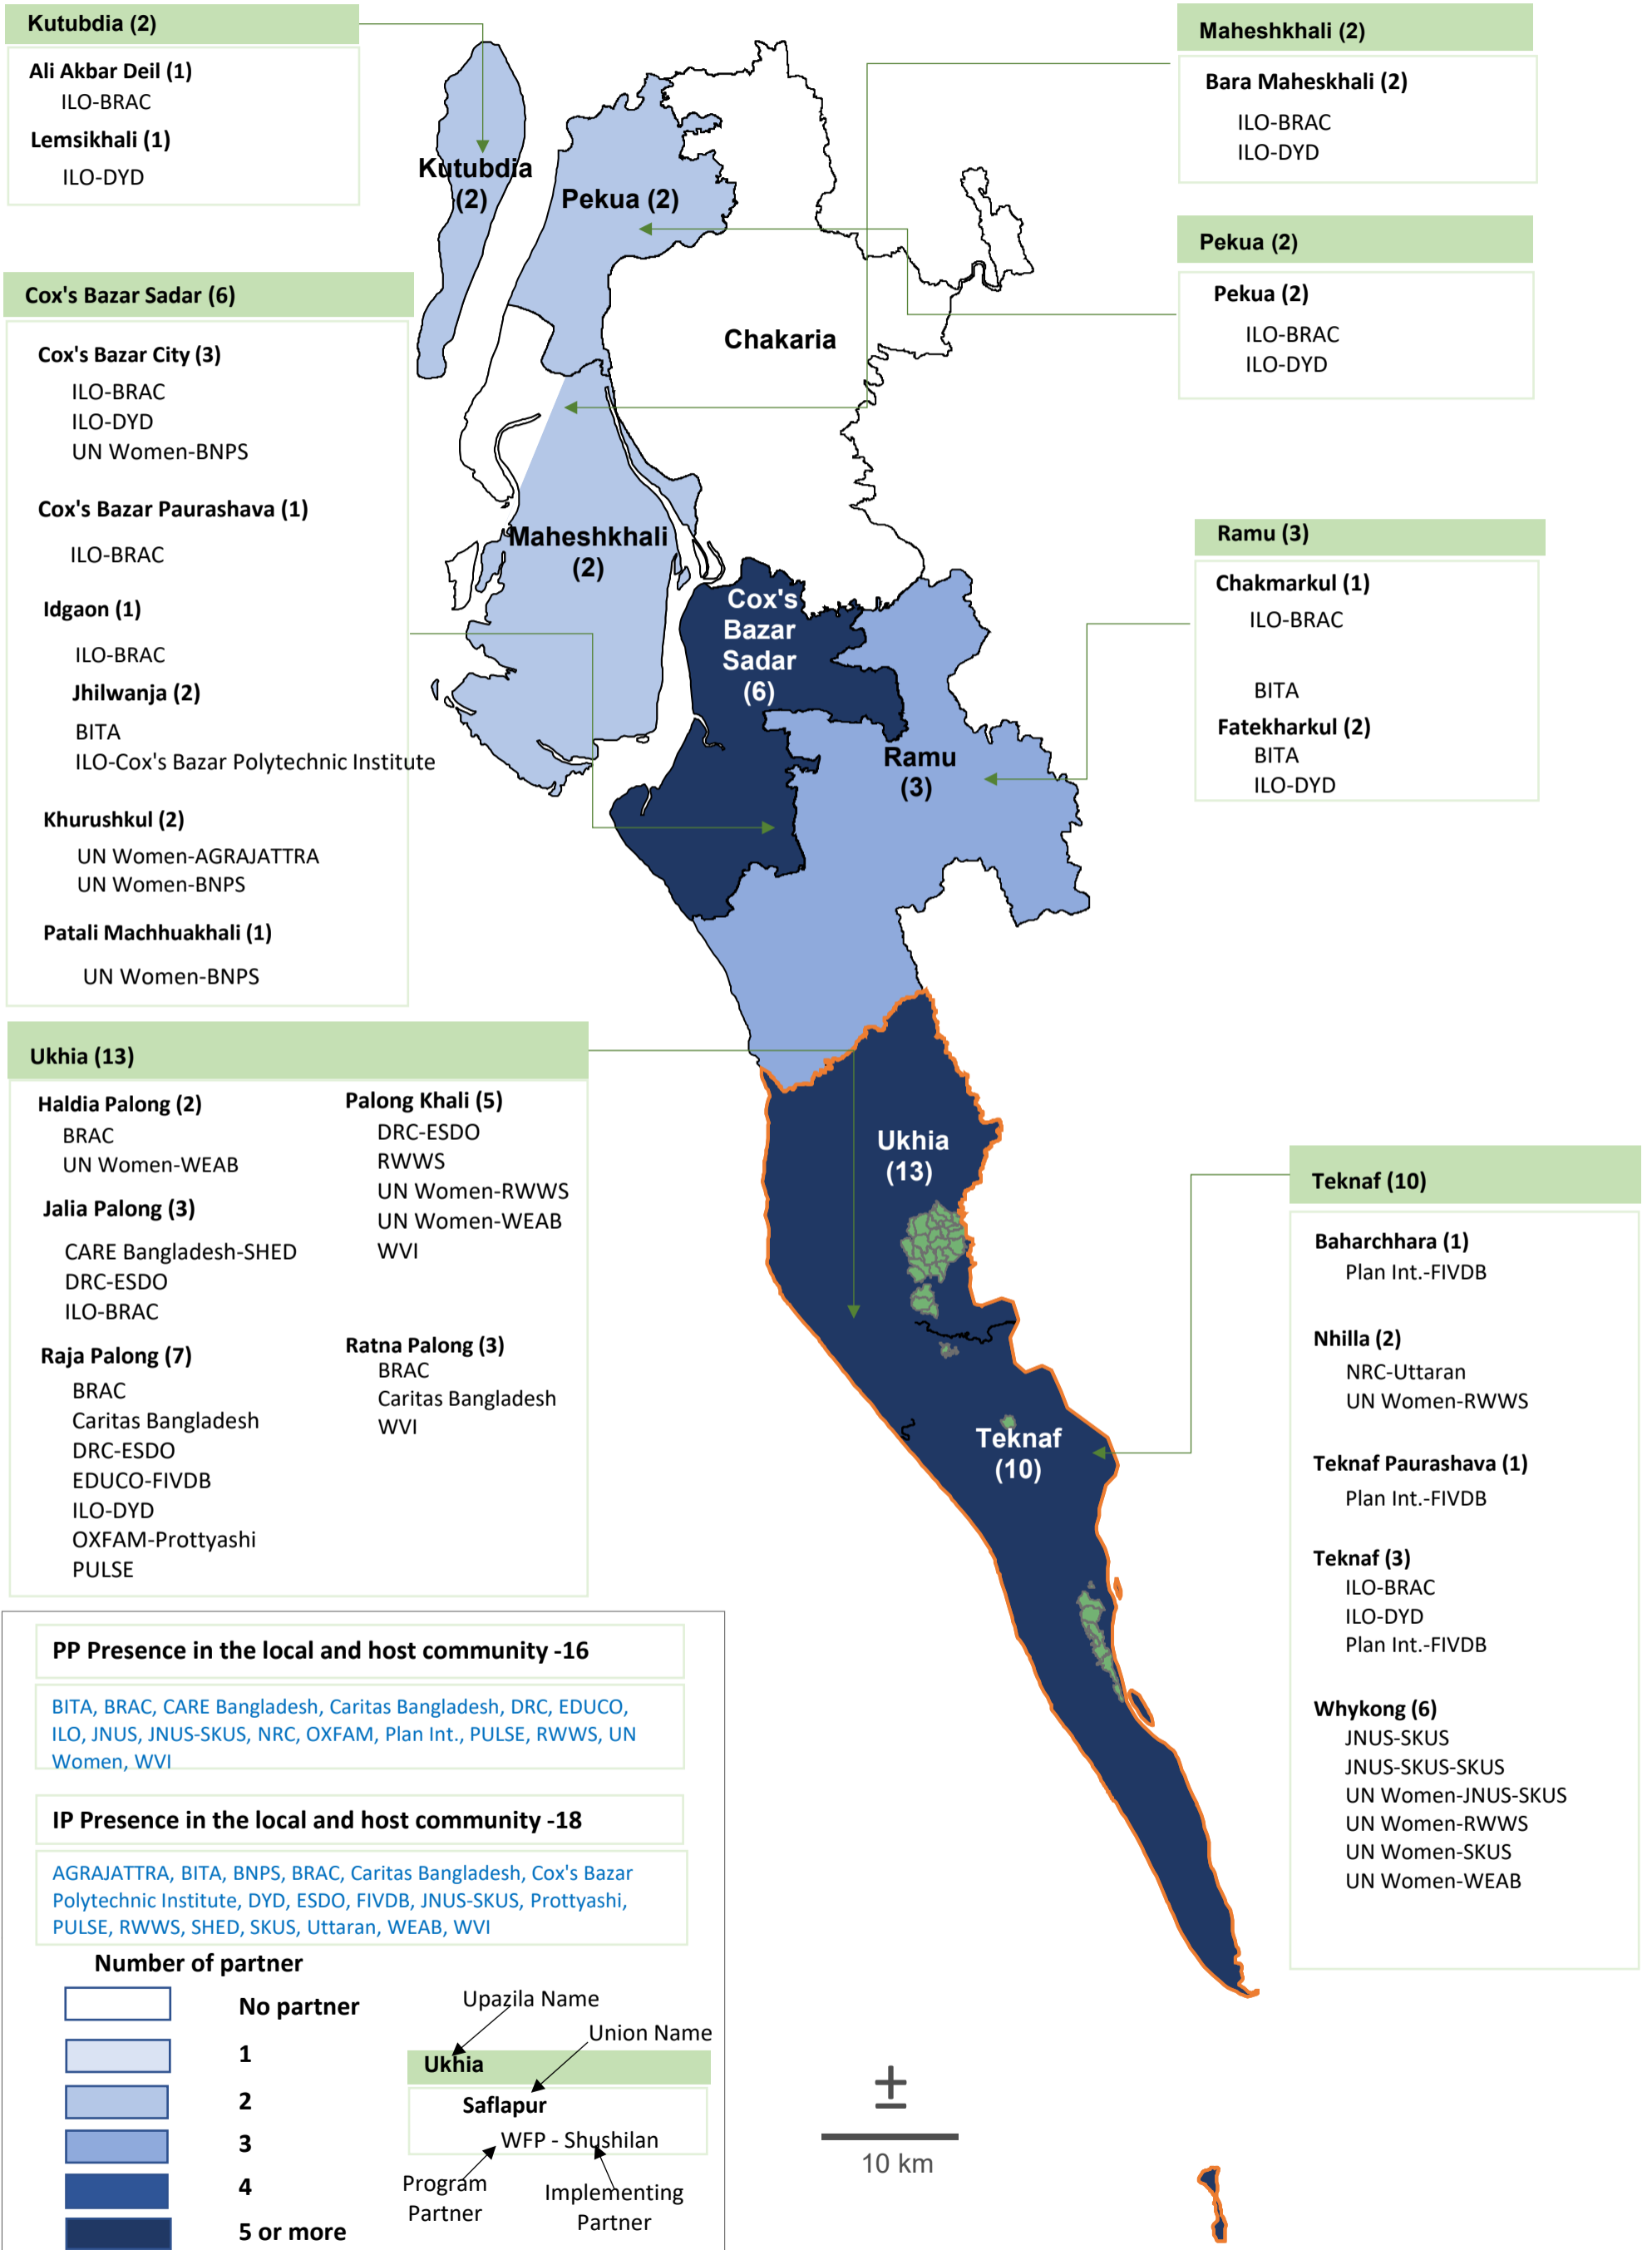 Kutubdia (2)
Ali Akbar Deil (1)
ILO-BRAC
Lemsikhali (1)
ILO-DYD
Maheshkhali (2)
Bara Maheskhali (2)
ILO-BRAC
ILO-DYD
Pekua (2)
Pekua (2)
ILO-BRAC
ILO-DYD
Cox's Bazar Sadar (6)
Cox's Bazar City (3)
ILO-BRAC
ILO-DYD
UN Women-BNPS
Cox's Bazar Paurashava (1)
ILO-BRAC
Idgaon (1)
ILO-BRAC
Jhilwanja (2)
BITA
ILO-Cox's Bazar Polytechnic Institute
Khurushkul (2)
UN Women-AGRAJATTRA
UN Women-BNPS
Patali Machhuakhali (1)
UN Women-BNPS
Ramu (3)
Chakmarkul (1)
ILO-BRAC
BITA
Fatekharkul (2)
BITA
ILO-DYD
Kutubdia
(2)
Pekua (2)
Chakaria
Maheshkhali
(2)
Cox's
Bazar
Sadar
(6)
Ramu
(3)
Ukhia
(13)
Teknaf
(10)
Ukhia (13)
Haldia Palong (2)
BRAC
UN Women-WEAB
Jalia Palong (3)
CARE Bangladesh-SHED
DRC-ESDO
ILO-BRAC
Raja Palong (7)
BRAC
Caritas Bangladesh
DRC-ESDO
EDUCO-FIVDB
ILO-DYD
OXFAM-Prottyashi
PULSE
Palong Khali (5)
DRC-ESDO
RWWS
UN Women-RWWS
UN Women-WEAB
WVI
Ratna Palong (3)
BRAC
Caritas Bangladesh
WVI
Teknaf (10)
Baharchhara (1)
Plan Int.-FIVDB
Nhilla (2)
NRC-Uttaran
UN Women-RWWS
Teknaf Paurashava (1)
Plan Int.-FIVDB
Teknaf (3)
ILO-BRAC
ILO-DYD
Plan Int.-FIVDB
Whykong (6)
JNUS-SKUS
JNUS-SKUS-SKUS
UN Women-JNUS-SKUS
UN Women-RWWS
UN Women-SKUS
UN Women-WEAB
PP Presence in the local and host community -16
BITA, BRAC, CARE Bangladesh, Caritas Bangladesh, DRC, EDUCO,
ILO, JNUS, JNUS-SKUS, NRC, OXFAM, Plan Int., PULSE, RWWS, UN
Women, WVI
IP Presence in the local and host community -18
AGRAJATTRA, BITA, BNPS, BRAC, Caritas Bangladesh, Cox's Bazar
Polytechnic Institute, DYD, ESDO, FIVDB, JNUS-SKUS, Prottyashi,
PULSE, RWWS, SHED, SKUS, Uttaran, WEAB, WVI
Number of partner
No partner
1
2
3
4
5 or more
Upazila Name
Union Name
Ukhia
Saflapur
WFP - Shushilan
Program
Partner
Implementing
Partner
±
10 km